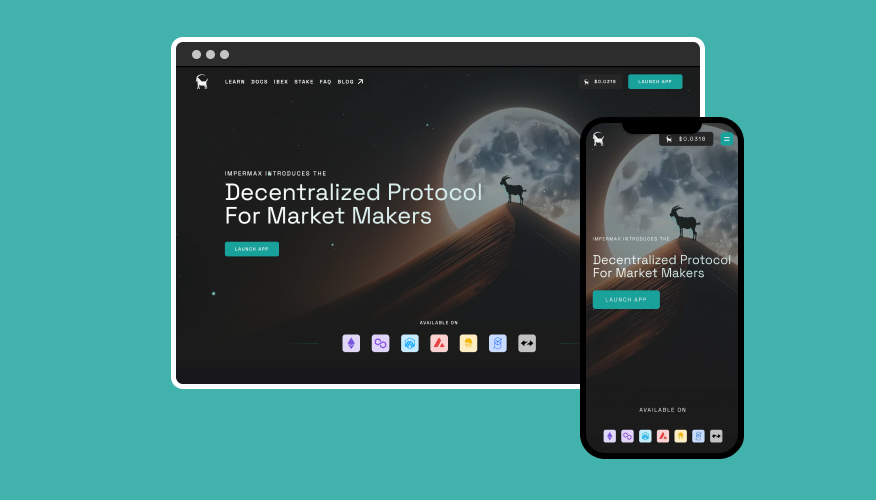 LEARN DOCS IBEX STAKE FAQ BLOG
$0.0318
LAUNCH APP
IMPERMAX INTRODUCES THE
Decentralized Protocol
For Market Makers
LAUNCH APP
AVAILABLE ON
$0.0318
IMPERMAX INTRODUCES THE
Decentralized Protocol
For Market Makers
LAUNCH APP
AVAILABLE ON